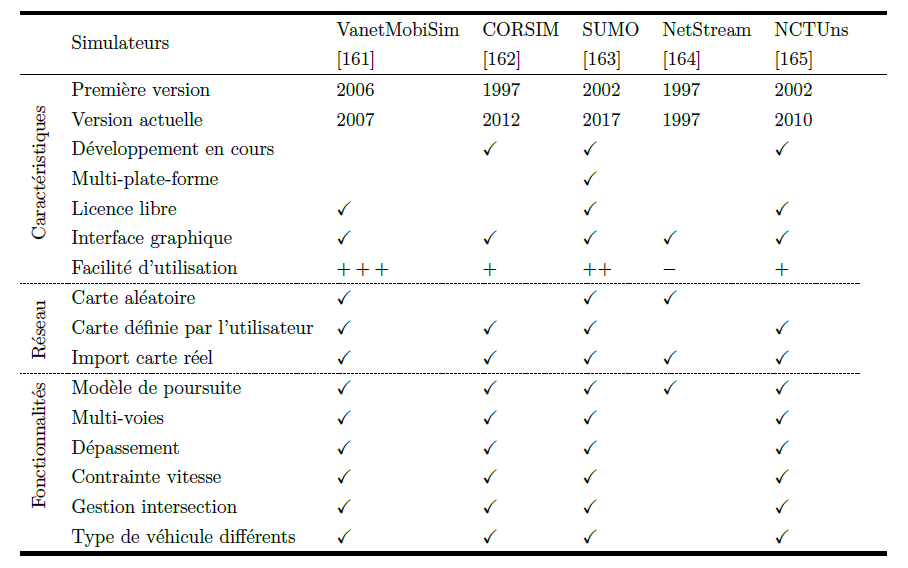 Simulateurs VanetMobiSim CORSIM SUMO NetStream NCTUns
[161] [162] [163] [164] [165]
Caractéristiques
Première version 2006 1997 2002 1997 2002
Version actuelle 2007 2012 2017 1997 2010
Développement en cours ✓ ✓ ✓
Multi-plate-forme ✓
Licence libre ✓ ✓ ✓
Interface graphique ✓ ✓ ✓ ✓ ✓
Facilité d'utilisation + + + + ++ − +
Réseau
Carte aléatoire ✓ ✓ ✓
Carte définie par l'utilisateur ✓ ✓ ✓ ✓
Import carte réel ✓ ✓ ✓ ✓ ✓
Fonctionnalités
Modèle de poursuite ✓ ✓ ✓ ✓ ✓
Multi-voies ✓ ✓ ✓ ✓
Dépassement ✓ ✓ ✓ ✓
Contrainte vitesse ✓ ✓ ✓ ✓
Gestion intersection ✓ ✓ ✓ ✓
Type de véhicule différents ✓ ✓ ✓ ✓